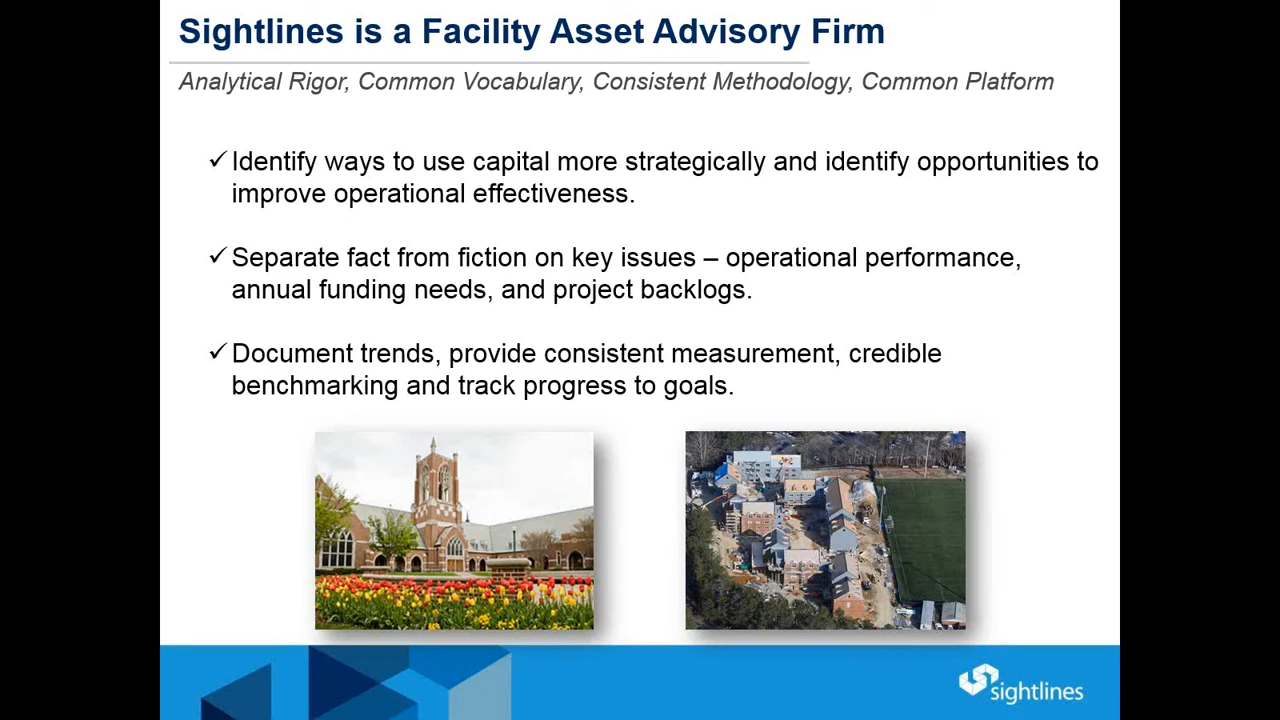 Sightlines is a Facility Asset Advisory Firm
Analytical Rigor, Common Vocabulary, Consistent Methodology, Common Platform
✓Identify ways to use capital more strategically and identify opportunities to
improve operational effectiveness.
✓Separate fact from fiction on key issues – operational performance,
annual funding needs, and project backlogs.
✓Document trends, provide consistent measurement, credible
benchmarking and track progress to goals.
sightlines